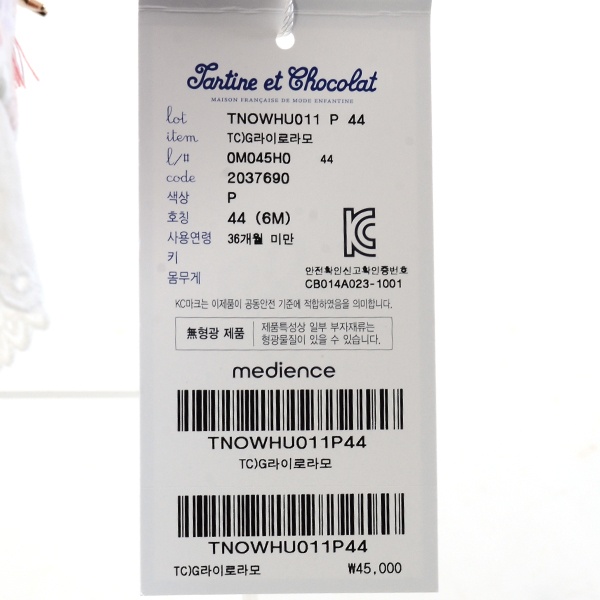 Tartine et Chocolat
MAISON FRANÇAISE DE MODE ENFANTINE
lot TNOWHU011 P 44
item TC)G라이로라모
l/# 0M045H0 44
code 2037690
색상 P
호칭 44 (6M)
사용연령 36개월 미만
키
몸무게
KC
안전확인신고확인증번호
CB014A023-1001
KC마크는 이제품이 공통안전 기준에 적합하였음을 의미합니다.
無형광 제품 제품특성상 일부 부자재류는
형광물질이 있을 수 있습니다.
medience
TNOWHU011P44
TC)G라이로라모
TNOWHU011P44
TC)G라이로라모 ₩45,000